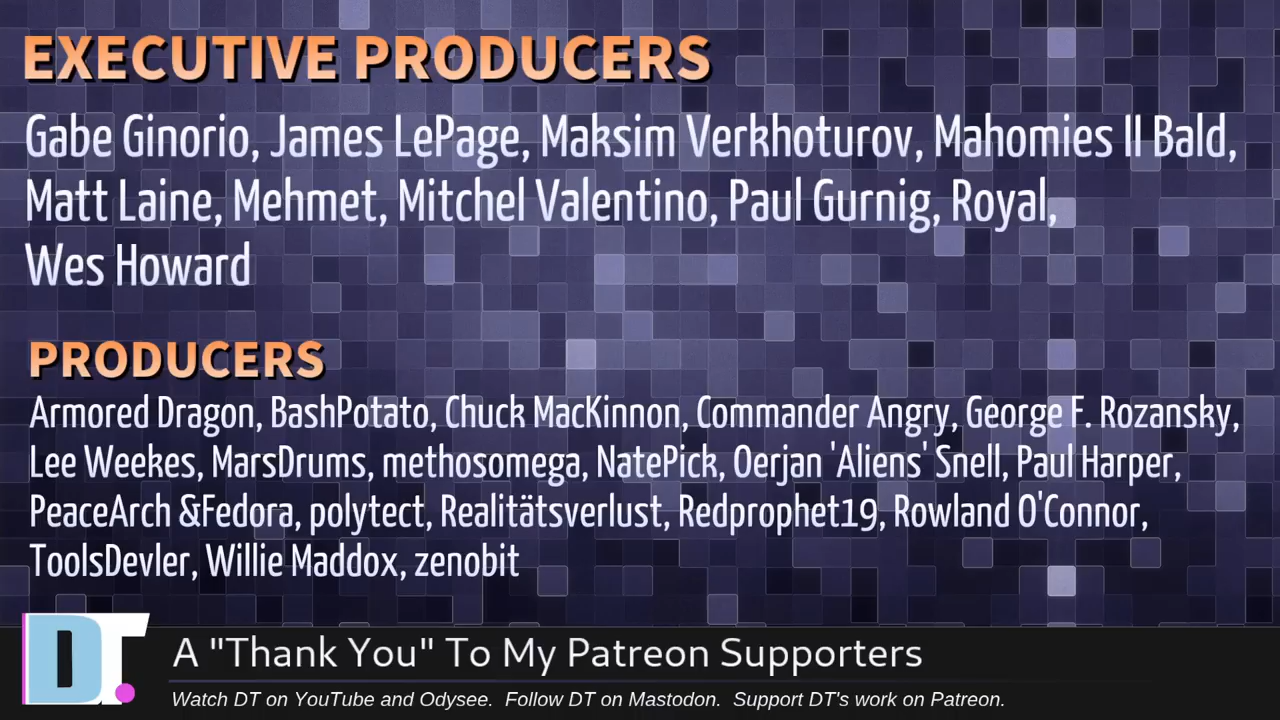 EXECUTIVE PRODUCERS
Gabe Ginorio, James LePage, Maksim Verkhoturov, Mahomies II Bald,
Matt Laine, Mehmet, Mitchel Valentino, Paul Gurnig, Royal,
Wes Howard
PRODUCERS
Armored Dragon, BashPotato, Chuck MacKinnon, Commander Angry, George F. Rozansky,
Lee Weekes, MarsDrums, methosomega, NatePick, Oerjan 'Aliens' Snell, Paul Harper,
PeaceArch &Fedora, polytect, Realitätsverlust, Redprophet19, Rowland O'Connor,
ToolsDevler, Willie Maddox, zenobit
DT.
A "Thank You" To My Patreon Supporters
Watch DT on YouTube and Odysee.  Follow DT on Mastodon.  Support DT's work on Patreon.